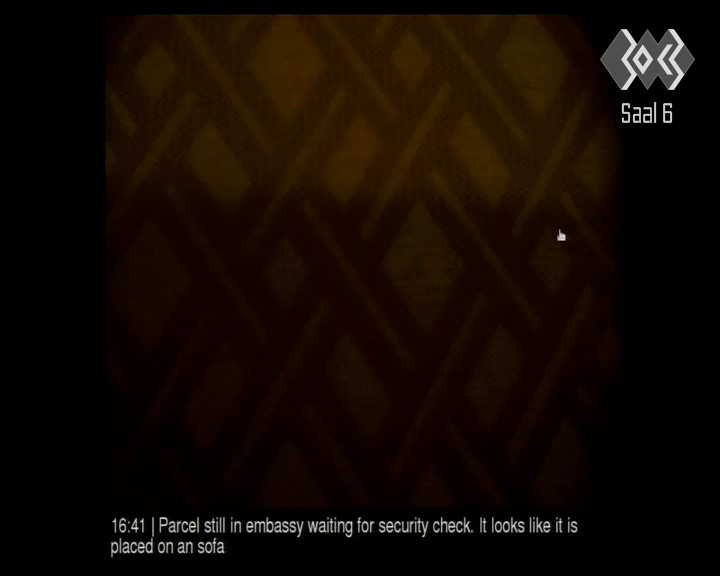 Saal 6
16:41 | Parcel still in embassy waiting for security check. It looks like it is
placed on an sofa